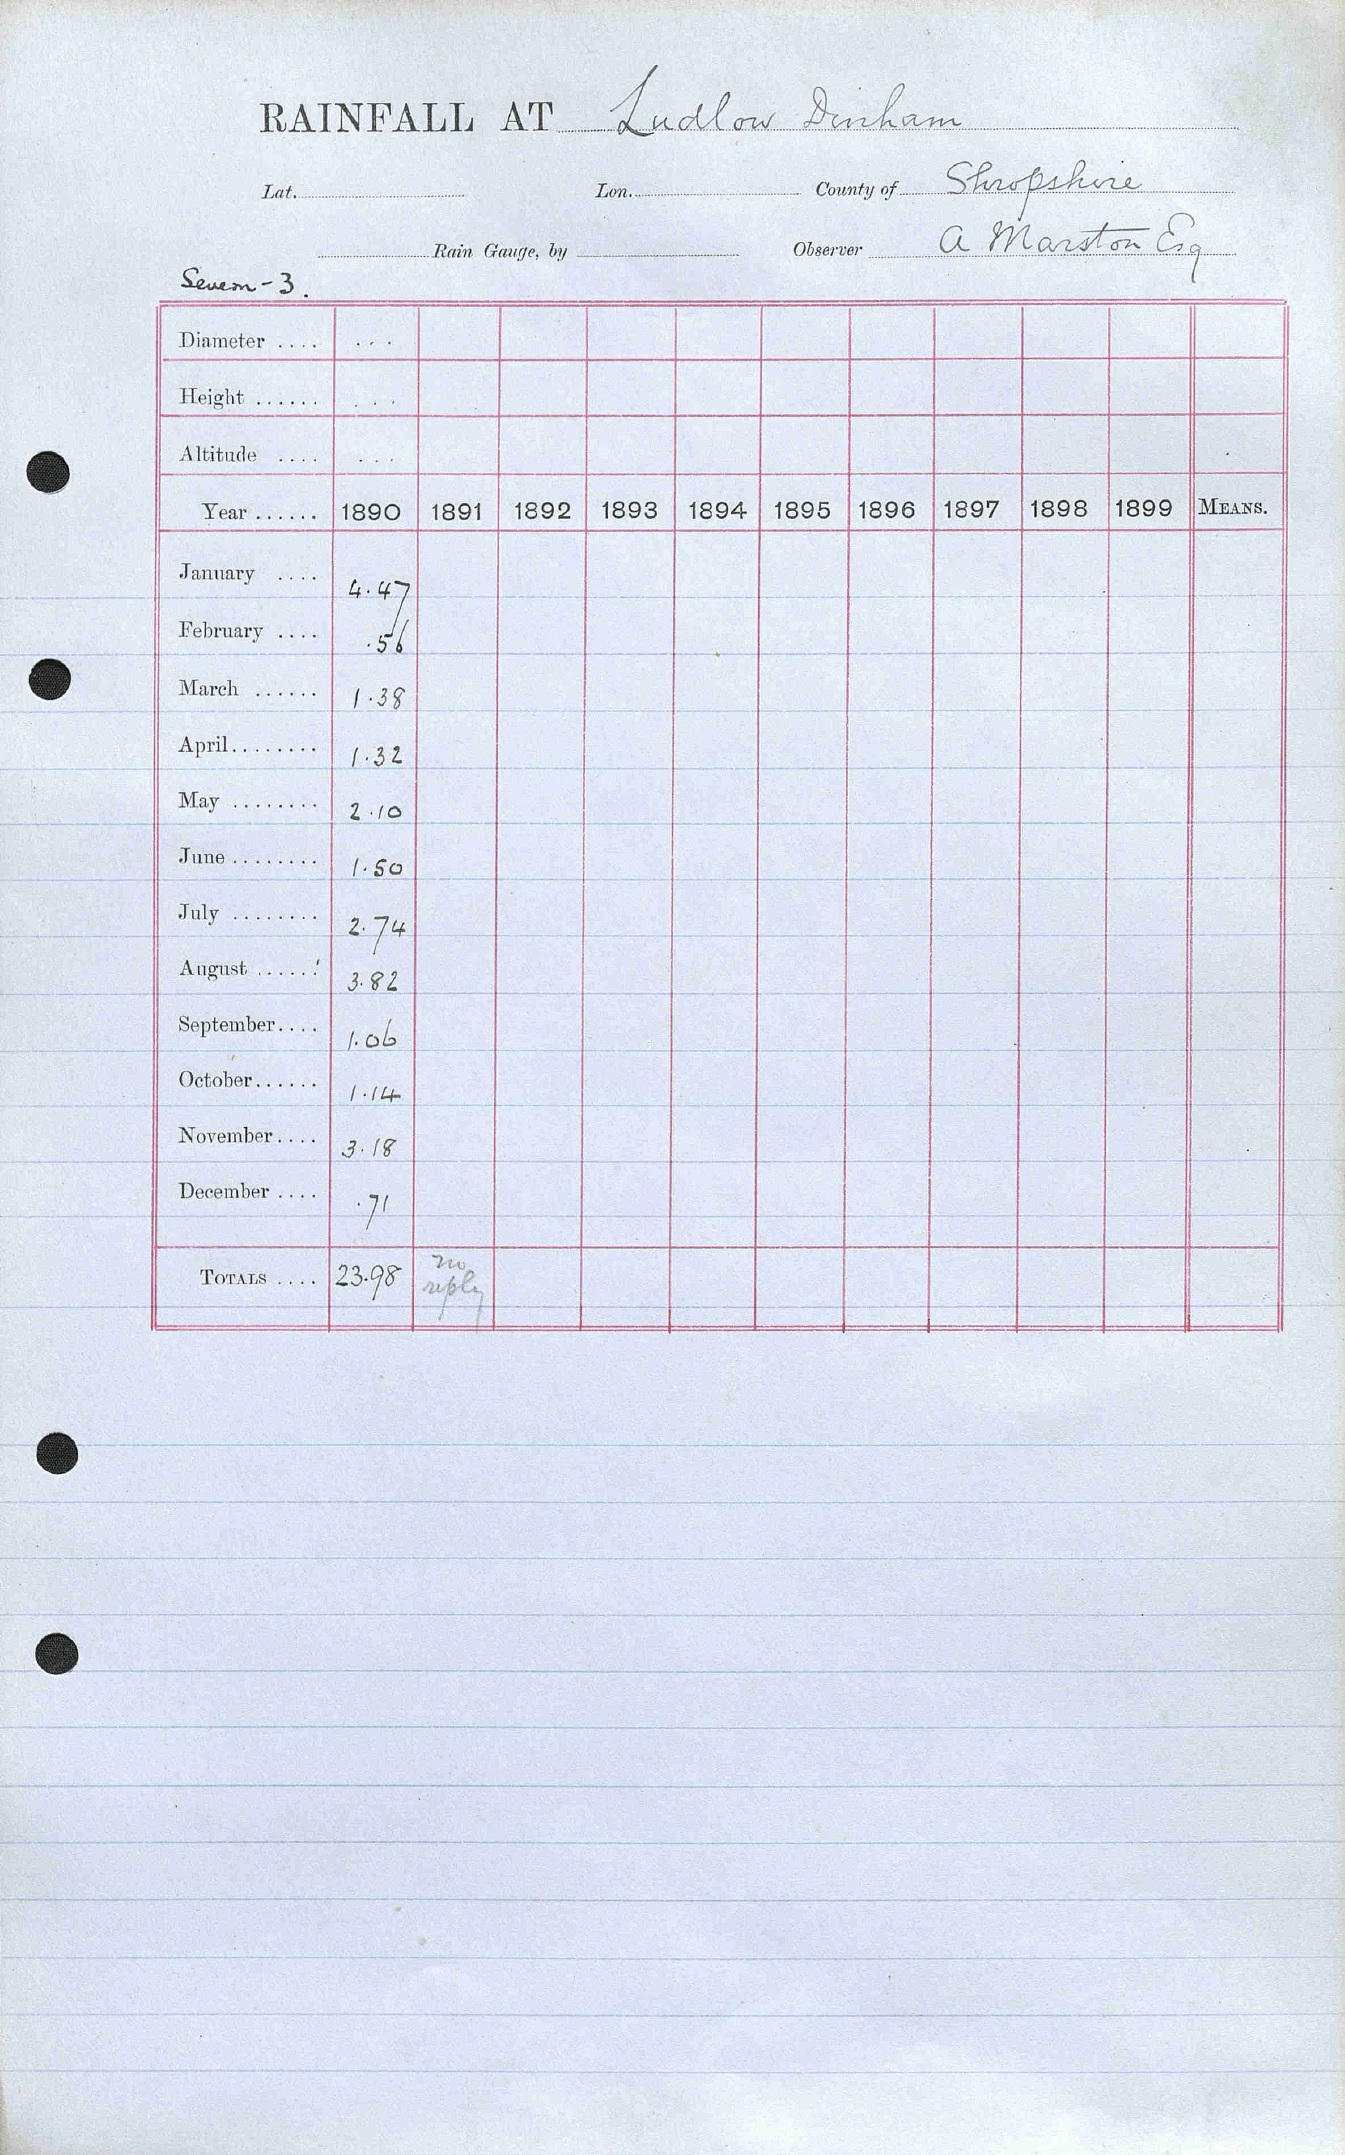 RAINFALL AT Ludlow Dinham
Lat. Lon. County of Shropshire
Rain Gauge, by Observer A Marston Esq
Severn - 3.
Diameter .... ...
Height ...... ...
Altitude .... ...
Year ...... 1890 1891 1892 1893 1894 1895 1896 1897 1898 1899 MEANS.
January .... 4.47
February .... .56
March ...... 1.38
April........ 1.32
May ........ 2.10
June ........ 1.50
July ........ 2.74
August ...... 3.82
September.... 1.06
October...... 1.14
November.... 3.18
December .... .71
TOTALS .... 23.98 no reply